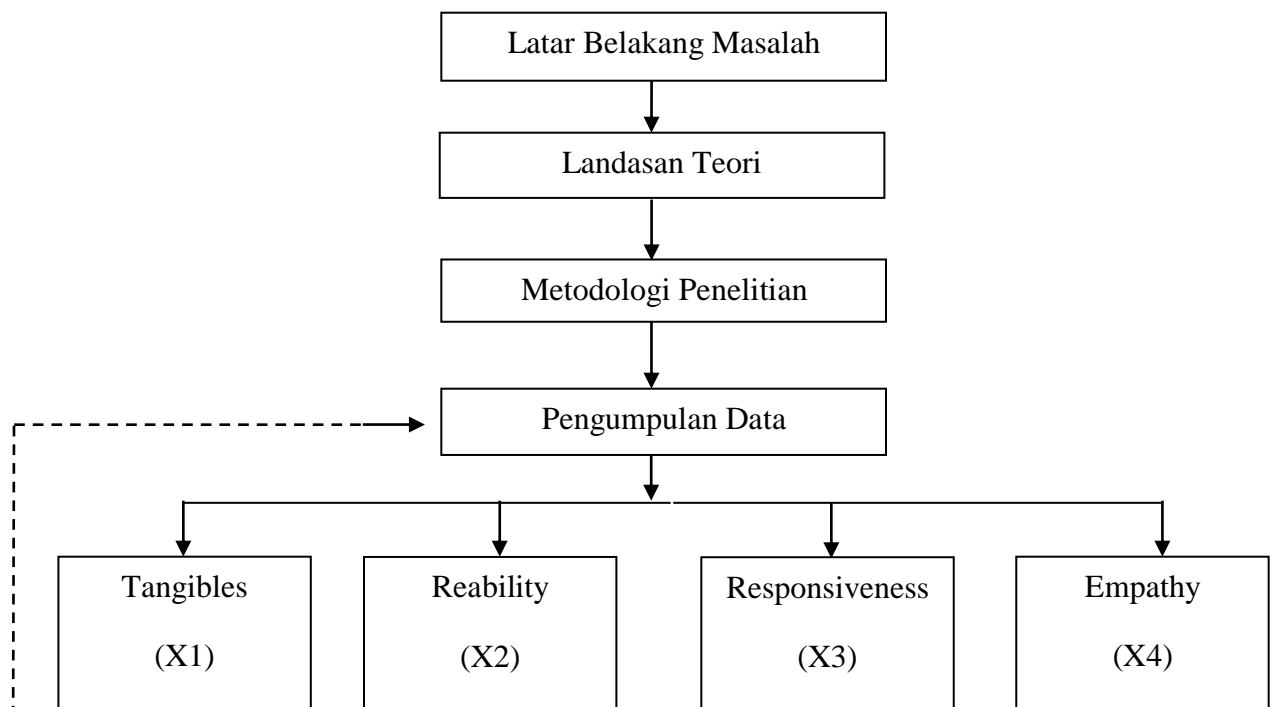 Latar Belakang Masalah
Landasan Teori
Metodologi Penelitian
Pengumpulan Data
Tangibles
(X1)
Reability
(X2)
Responsiveness
(X3)
Empathy
(X4)